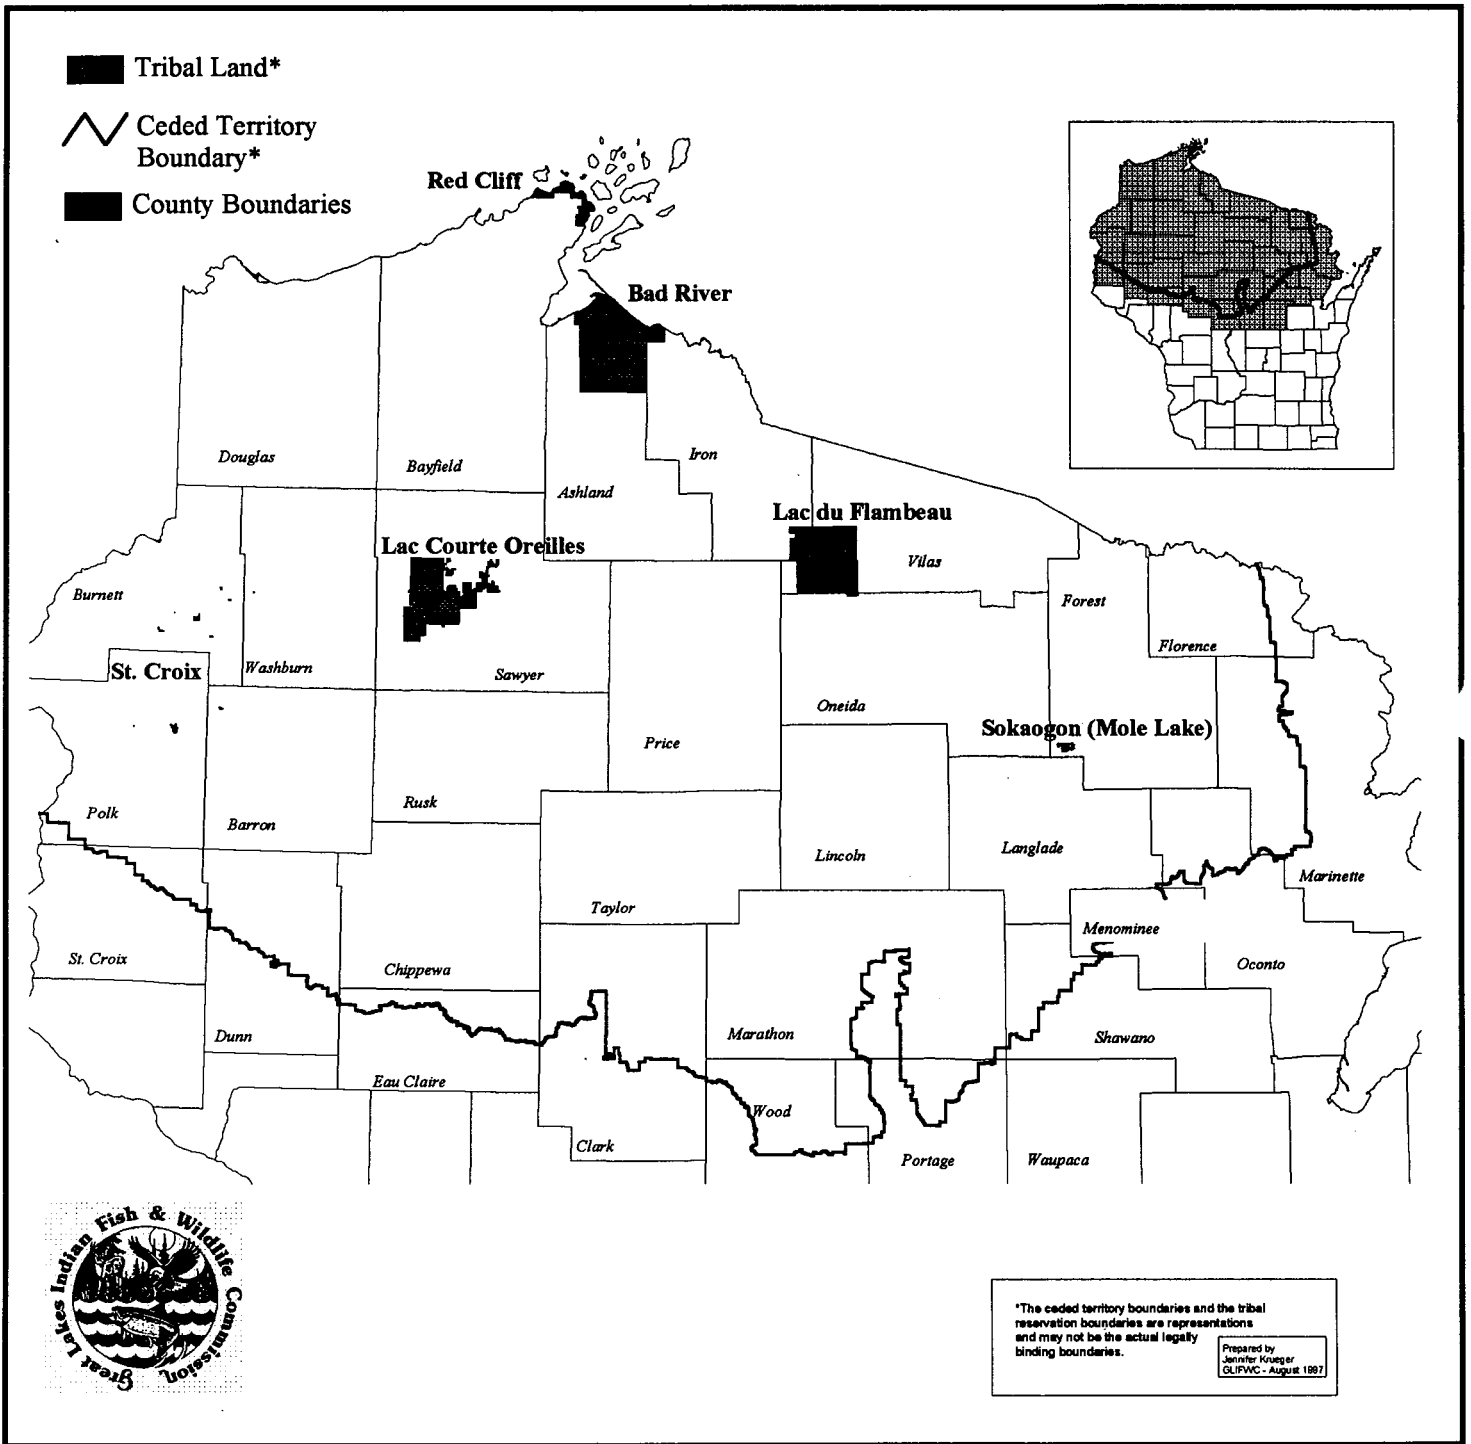 Tribal Land*
Ceded Territory
Boundary*
County Boundaries
Red Cliff
Bad River
Douglas
Bayfield
Iron
Ashland
Lac du Flambeau
Lac Courte Oreilles
Vilas
Burnett
Forest
Florence
St. Croix
Washburn
Sawyer
Oneida
Sokaogon (Mole Lake)
Price
Polk
Rusk
Barron
Lincoln
Langlade
Marinette
Taylor
Menominee
St. Croix
Chippewa
Oconto
Dunn
Marathon
Shawano
Eau Claire
Wood
Clark
Portage
Waupaca
Great Lakes Indian Fish & Wildlife Commission,
*The ceded territory boundaries and the tribal
reservation boundaries are representations
and may not be the actual legally
binding boundaries.
Prepared by
Jennifer Krueger
GLIFWC - August 1997